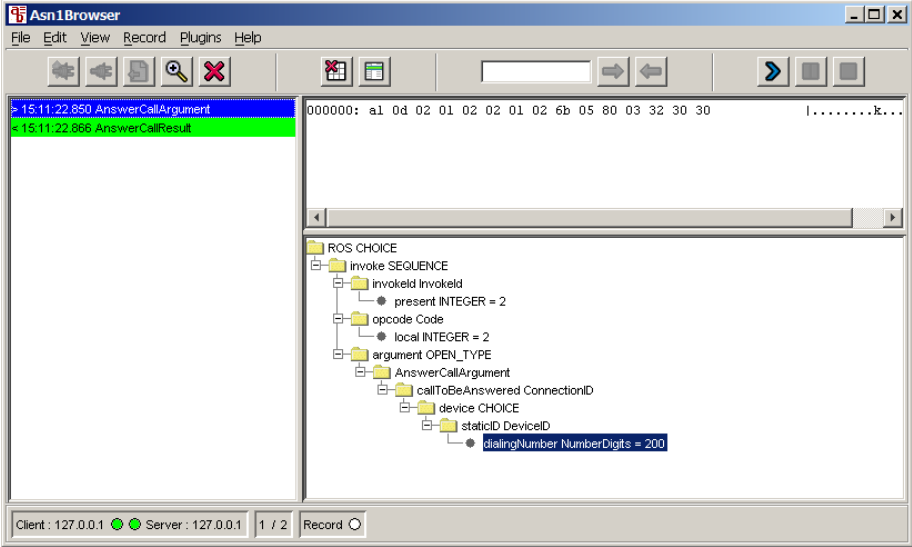 Asn1Browser
File Edit View Record Plugins Help
> 15:11:22.850 AnswerCallArgument
< 15:11:22.866 AnswerCallResult
000000: a1 0d 02 01 02 02 01 02 6b 05 80 03 32 30 30 |........k...
ROS CHOICE
invoke SEQUENCE
invokeId InvokeId
present INTEGER = 2
opcode Code
local INTEGER = 2
argument OPEN_TYPE
AnswerCallArgument
callToBeAnswered ConnectionID
device CHOICE
staticID DeviceID
dialingNumber NumberDigits = 200
Client : 127.0.0.1 Server : 127.0.0.1 1 / 2 Record